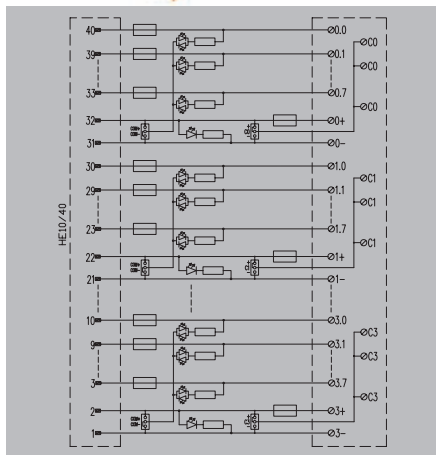 40 0.0
39 0.1 C0
C0
33 0.7 C0
32 0+
31 0-
30 1.0 C1
29 1.1 C1
HE10/40
23 1.7 C1
22 1+
21 1-
10 3.0 C3
9 3.1 C3
3 3.7 C3
2 3+
1 3-